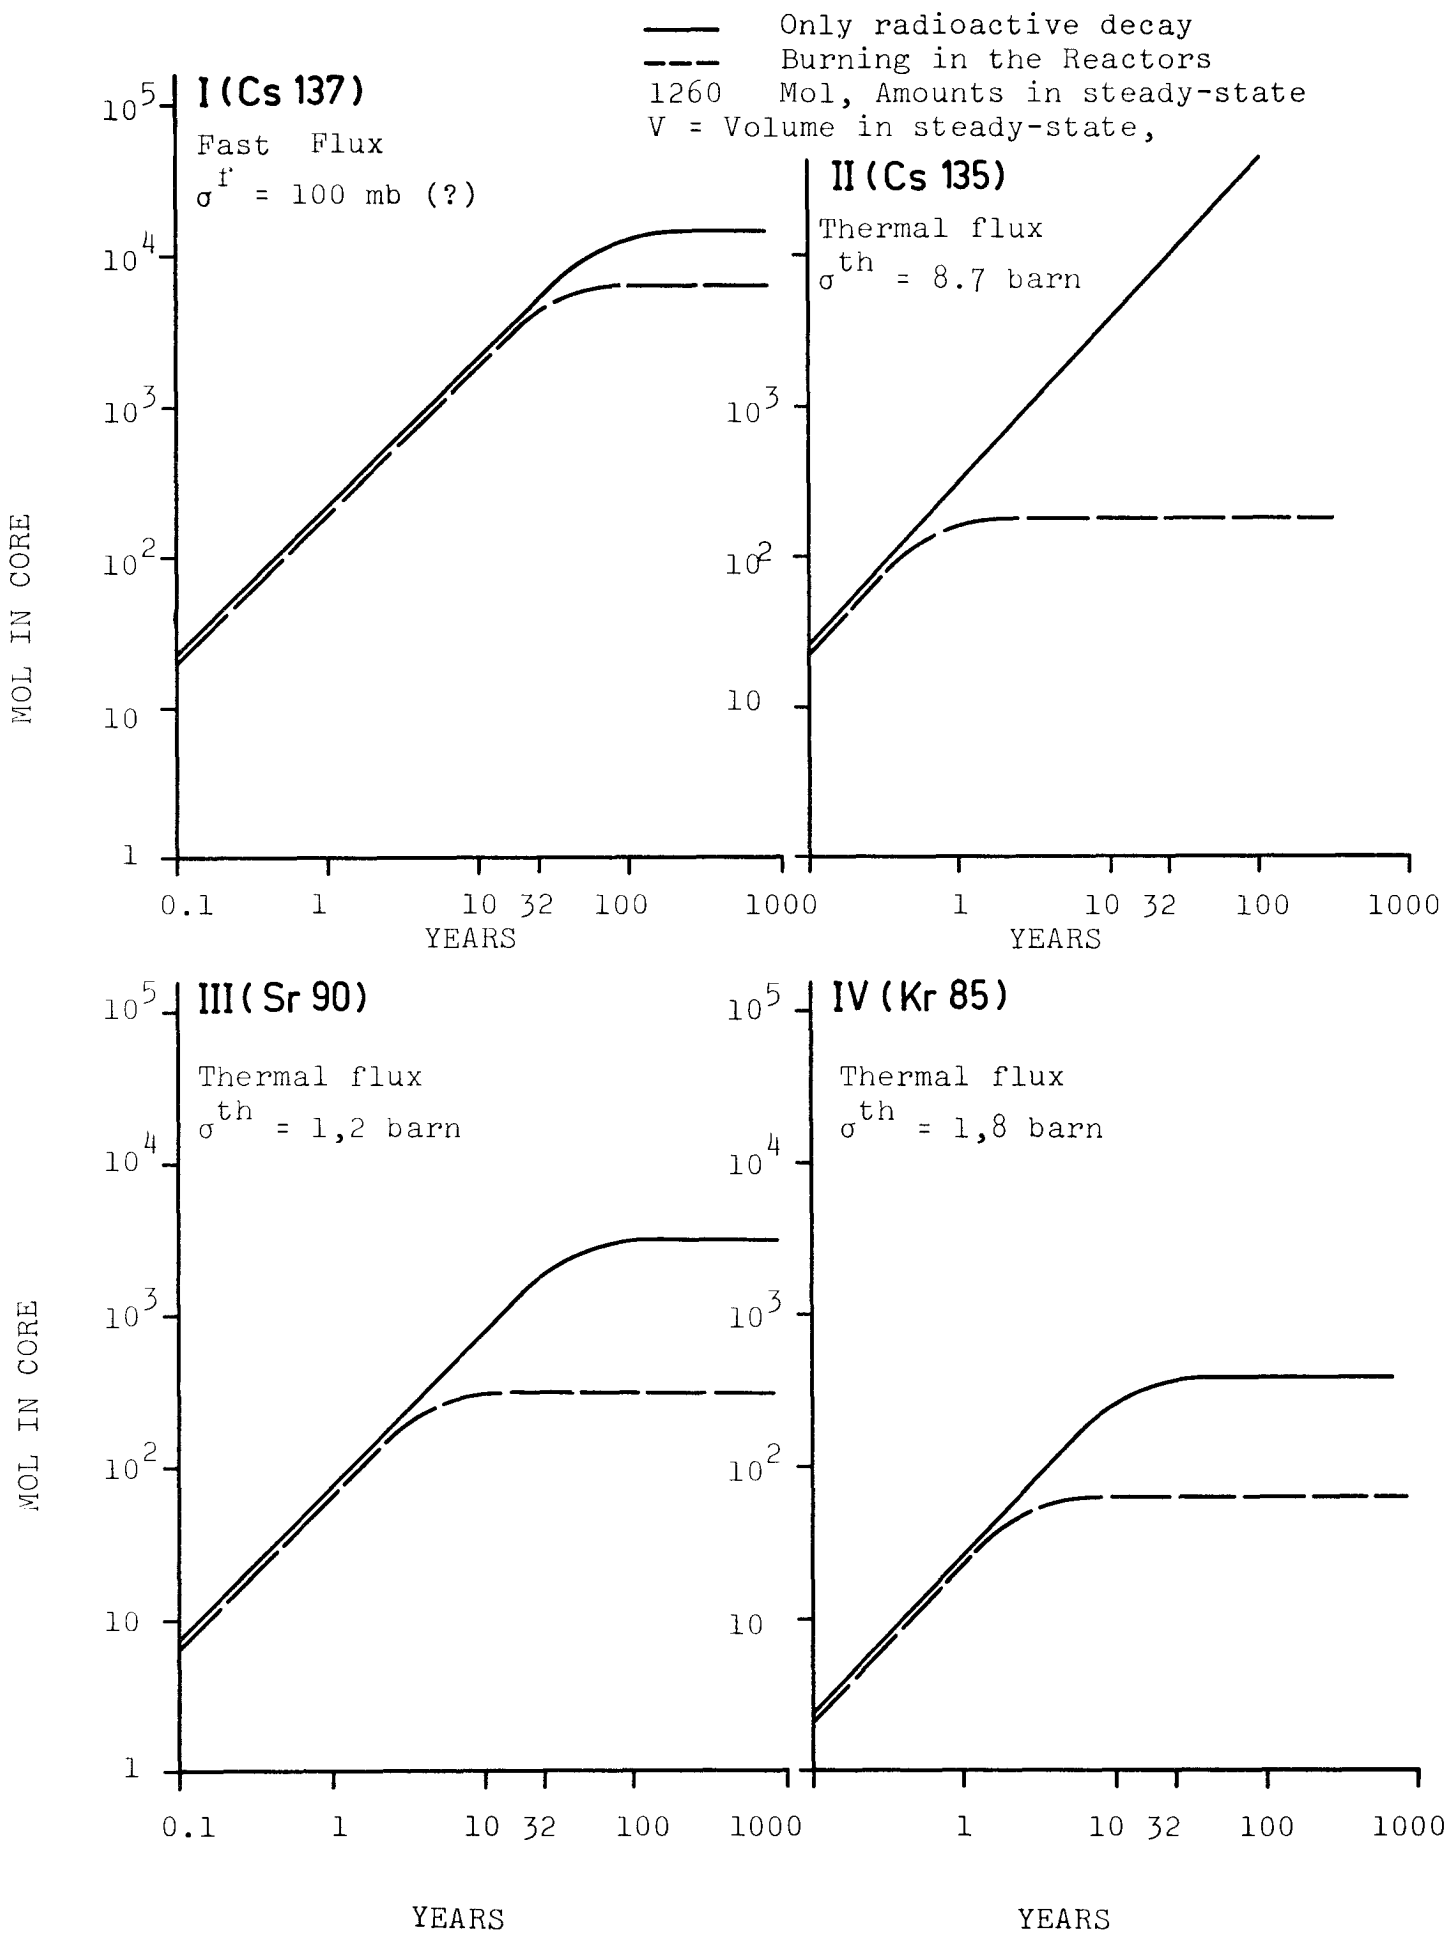 Only radioactive decay
Burning in the Reactors
1260 Mol, Amounts in steady-state
V = Volume in steady-state,
I (Cs 137)
Fast Flux
σ^f = 100 mb (?)
10^5
10^4
10^3
10^2
10
1
0.1 1 10 32 100 1000
YEARS
MOL IN CORE
II (Cs 135)
Thermal flux
σ^th = 8.7 barn
10^3
10^2
10
1 10 32 100 1000
YEARS
III (Sr 90)
Thermal flux
σ^th = 1,2 barn
10^5
10^4
10^3
10^2
10
1
0.1 1 10 32 100 1000
YEARS
MOL IN CORE
IV (Kr 85)
Thermal flux
σ^th = 1,8 barn
10^5
10^4
10^3
10^2
10
1 10 32 100 1000
YEARS